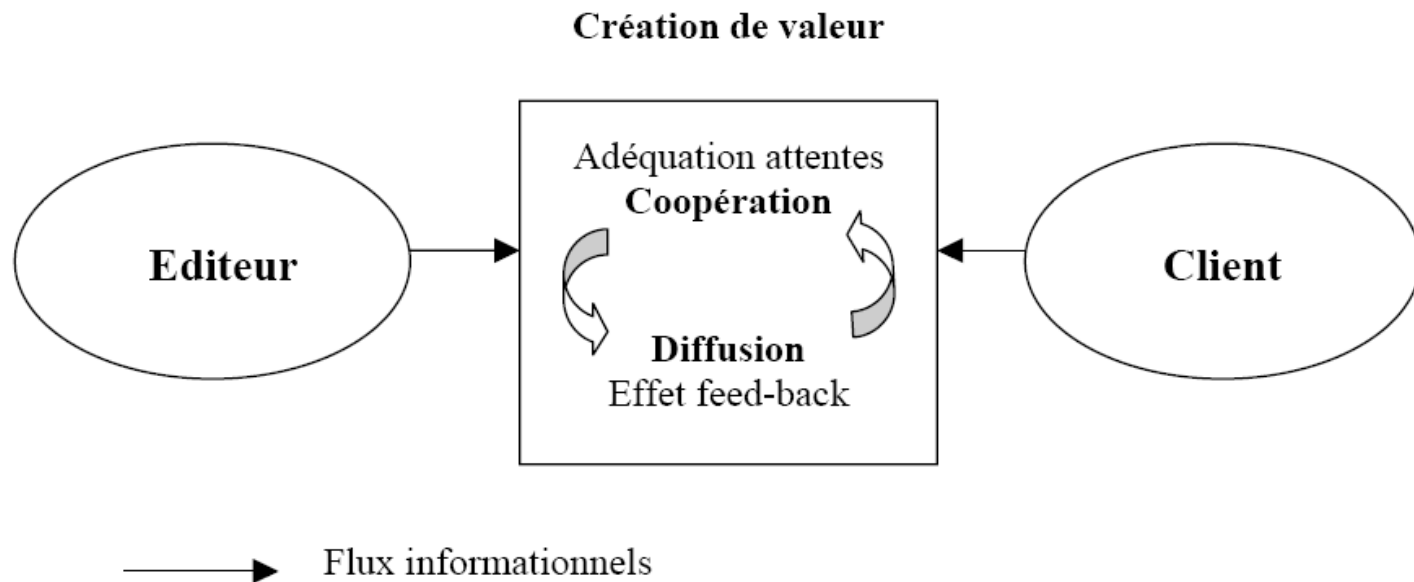 Création de valeur
Adéquation attentes
Coopération
Editeur
Client
Diffusion
Effet feed-back
Flux informationnels